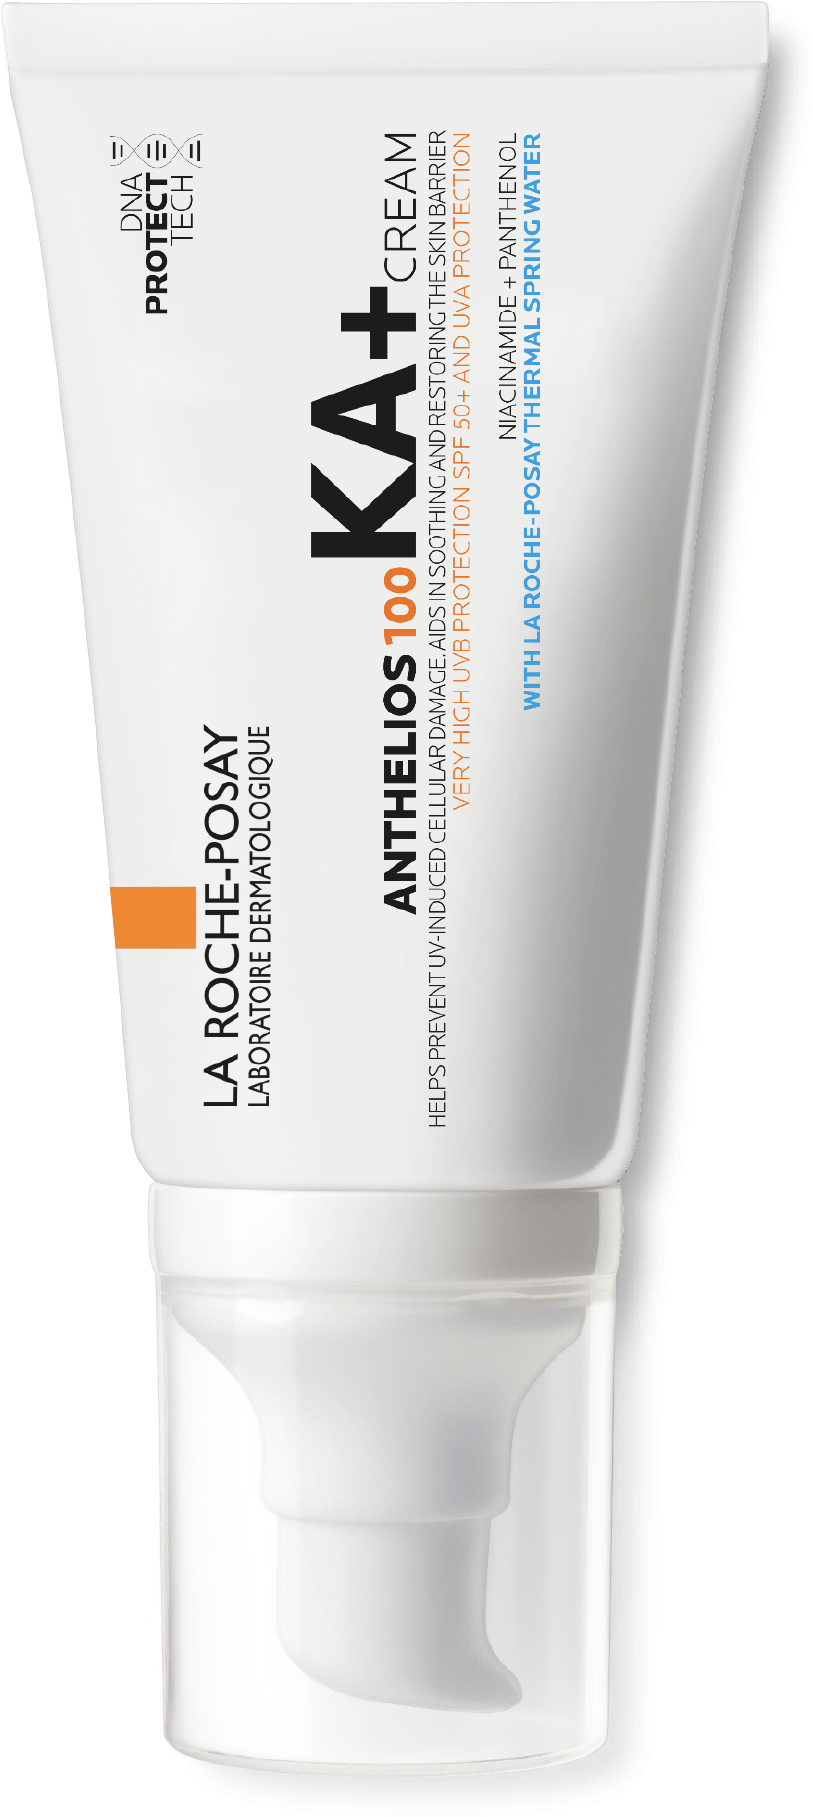 LA ROCHE-POSAY
LABORATOIRE DERMATOLOGIQUE
DNA
PROTECT
TECH
ANTHELIOS 100 KA+ CREAM
HELPS PREVENT UV-INDUCED CELLULAR DAMAGE. AIDS IN SOOTHING AND RESTORING THE SKIN BARRIER
VERY HIGH UVB PROTECTION SPF 50+ AND UVA PROTECTION
NIACINAMIDE + PANTHENOL
WITH LA ROCHE-POSAY THERMAL SPRING WATER